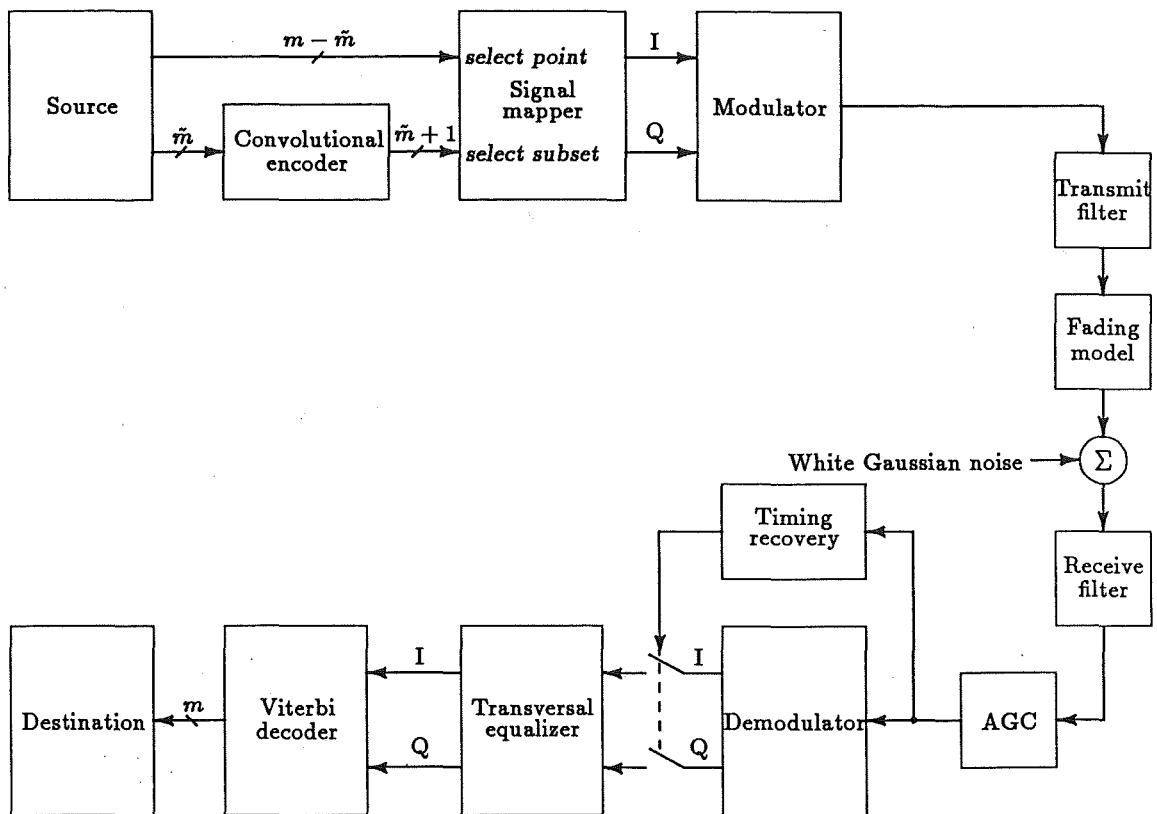 Source
m − m̃
m̃
Convolutional
encoder
m̃ + 1
select point
Signal
mapper
select subset
I
Q
Modulator
Transmit
filter
Fading
model
White Gaussian noise
Σ
Receive
filter
AGC
Timing
recovery
Demodulator
I
Q
Transversal
equalizer
I
Q
Viterbi
decoder
m
Destination